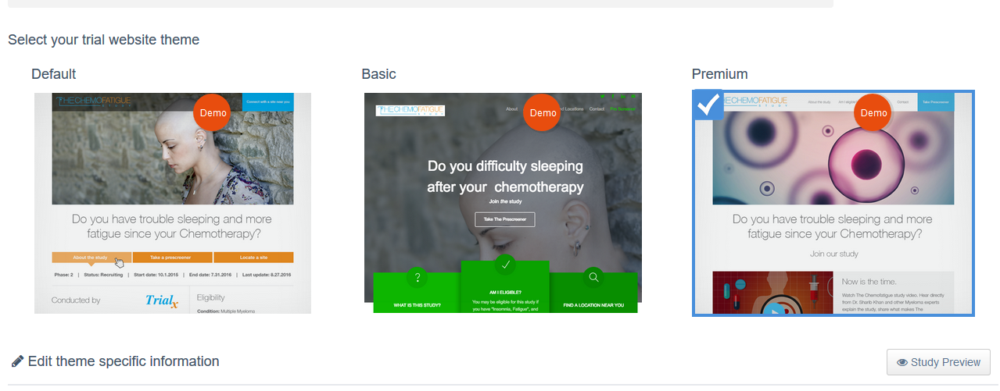 Select your trial website theme
Default
Basic
Premium
THECHEMOFATIGUE
STUDY
Connect with a site near you
Demo
Do you have trouble sleeping and more
fatigue since your Chemotherapy?
About the study
Take a prescreener
Locate a site
Phase: 2 | Status: Recruiting | Start date: 10.1.2015 | End date: 7.31.2016 | Last update: 8.27.2016
Conducted by
Trialx
Eligibility
Condition: Multiple Myeloma
THECHEMOFATIGUE
STUDY
About
Demo
Locations
Contact
Pre Screener
Do you difficulty sleeping
after your chemotherapy
Join the study
Take The Prescreener
?
WHAT IS THIS STUDY?
AM I ELIGIBLE?
You may be eligible for this study if
you have "Insomnia, Fatigue", and
FIND A LOCATION NEAR YOU
ECHEMOFATIGUE
STUDY
About the study
Am I eligible
Demo
Contact
Take Prescreener
Do you have trouble sleeping and more
fatigue since your Chemotherapy?
Join our study
Now is the time.
Watch The Chemofatigue study video. Hear directly
from Dr. Sharib Khan and other Myeloma experts
explain the study, share what makes The
Edit theme specific information
Study Preview